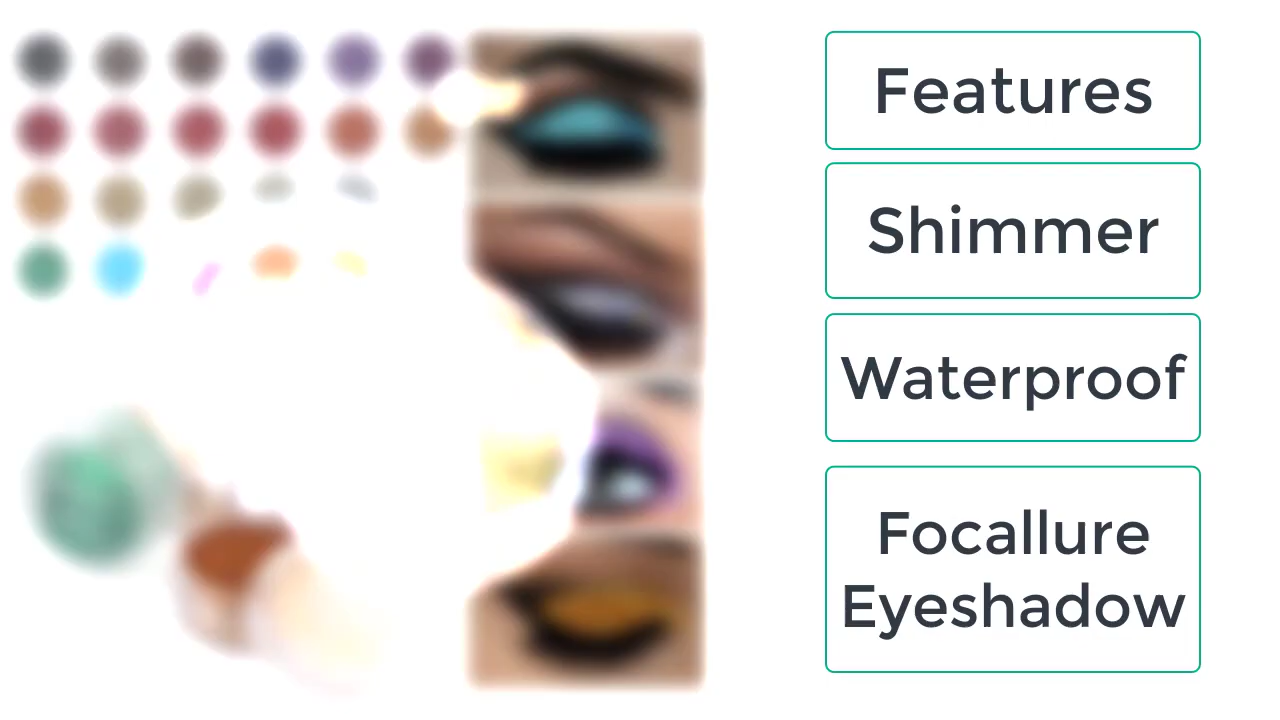 Features
Shimmer
Waterproof
Focallure
Eyeshadow